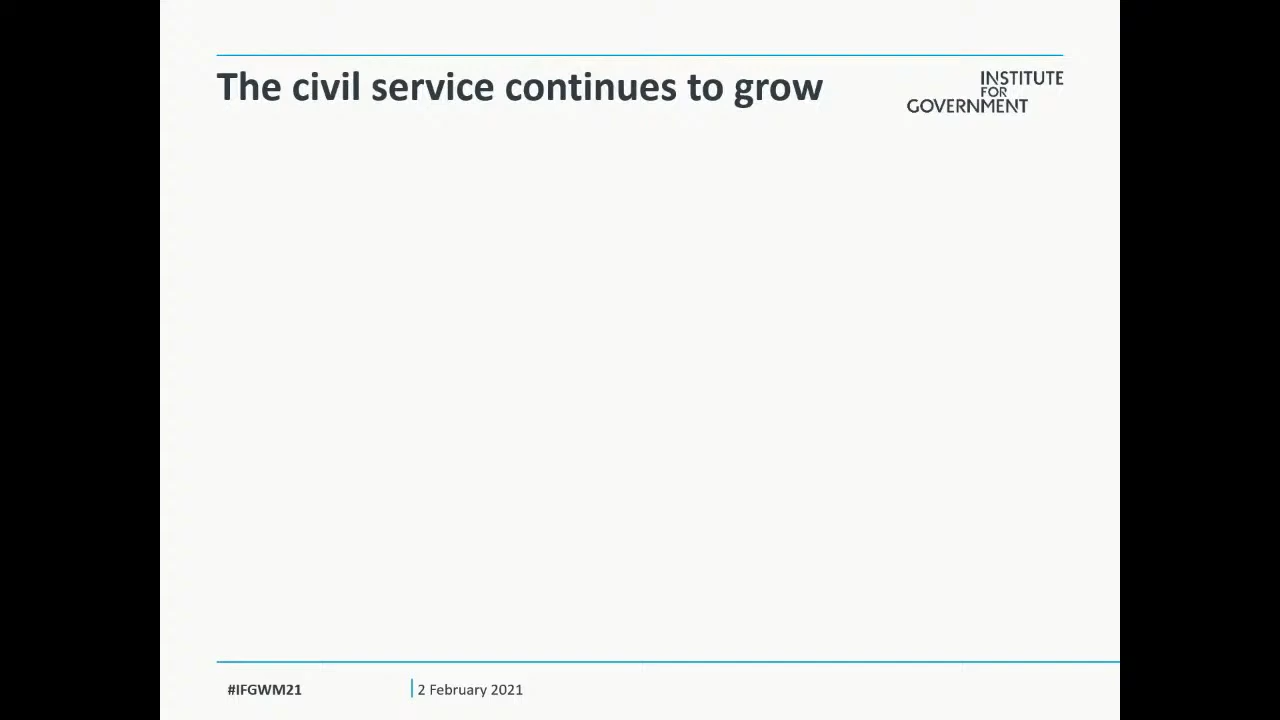 The civil service continues to grow
INSTITUTE
FOR
GOVERNMENT
#IFGWM21
2 February 2021